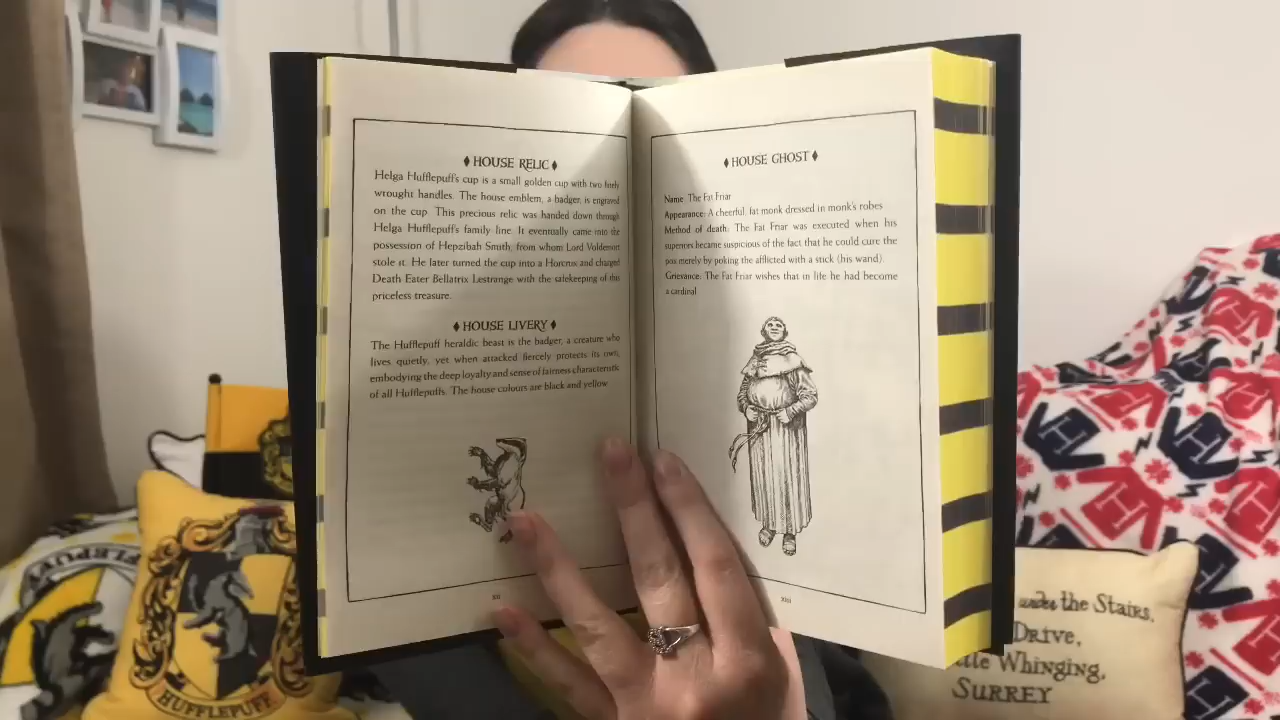 ♦ HOUSE RELIC ♦
Helga Hufflepuff's cup is a small golden cup with two finely
wrought handles. The house emblem, a badger, is engraved
on the cup. This precious relic was handed down through
Helga Hufflepuff's family line. It eventually came into the
possession of Hepzibah Smith, from whom Lord Voldemort
stole it. He later turned the cup into a Horcrux and charged
Death Eater Bellatrix Lestrange with the safekeeping of this
priceless treasure.
♦ HOUSE LIVERY ♦
The Hufflepuff heraldic beast is the badger, a creature who
lives quietly, yet when attacked fiercely protects its own,
embodying the deep loyalty and sense of fairness characteristic
of all Hufflepuffs. The house colours are black and yellow.
XII
♦ HOUSE GHOST ♦
Name: The Fat Friar
Appearance: A cheerful, fat monk dressed in monk's robes
Method of death: The Fat Friar was executed when his
superiors became suspicious of the fact that he could cure the
pox merely by poking the afflicted with a stick (his wand).
Grievance: The Fat Friar wishes that in life he had become
a cardinal
XIII
HUFFLEPUFF
under the Stairs,
Drive,
Whinging,
SURREY
H
H
H
H